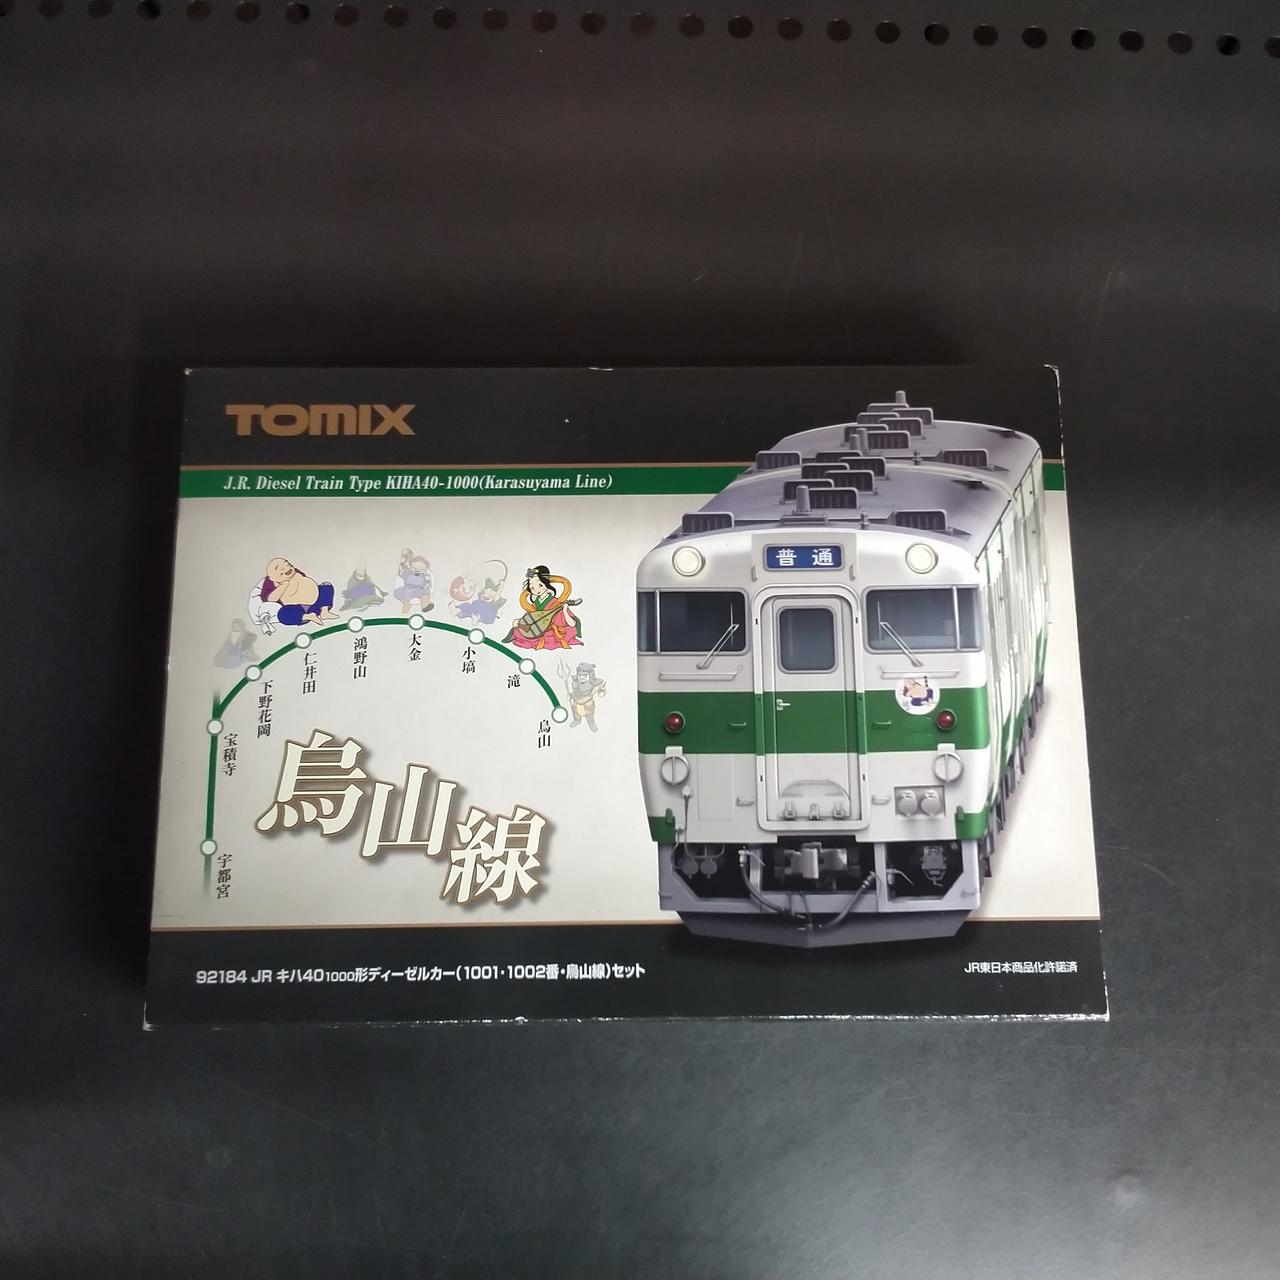 TOMIX
J.R. Diesel Train Type KIHA40-1000(Karasuyama Line)
普通
宇都宮
宝積寺
下野花岡
仁井田
鴻野山
大金
小塙
滝
烏山
烏山線
92184 JR キハ40 1000形ディーゼルカー(1001・1002番・烏山線)セット
JR東日本商品化許諾済